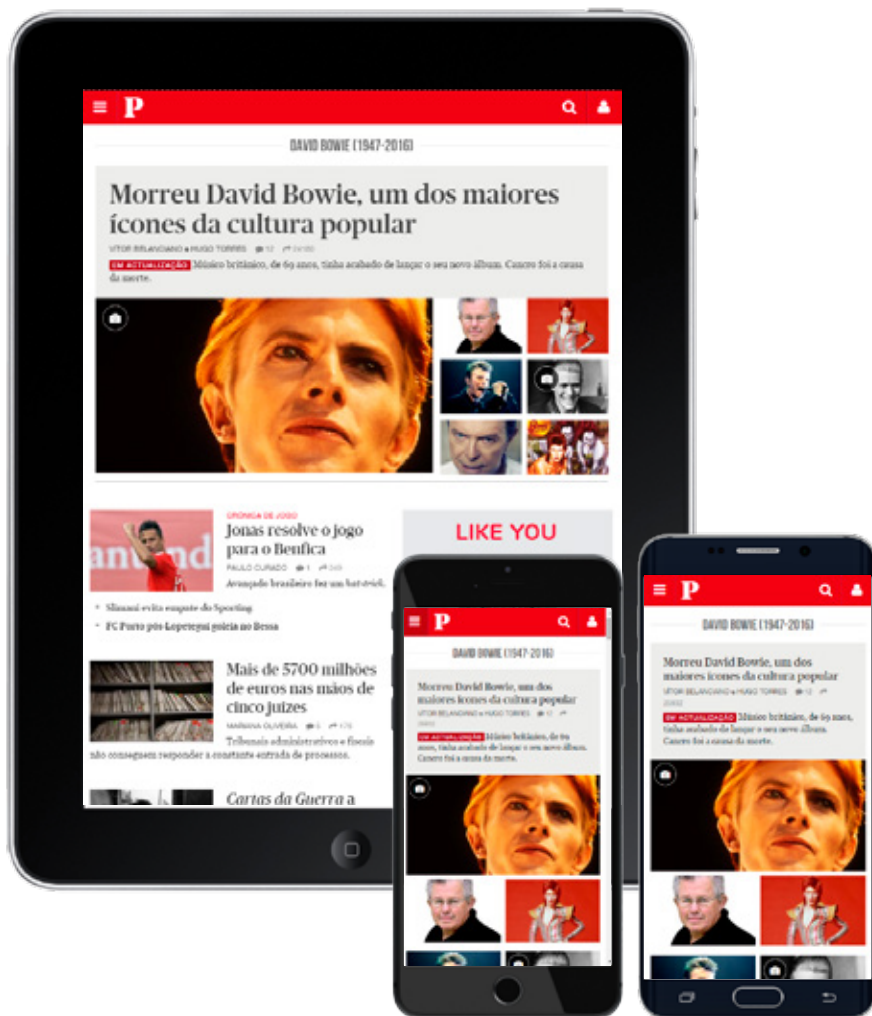 P
DAVID BOWIE (1947-2016)
Morreu David Bowie, um dos maiores
ícones da cultura popular
VÍTOR BELANCIANO e HUGO TORRES 12
EM ACTUALIZAÇÃO Músico britânico, de 69 anos, tinha acabado de lançar o seu novo álbum. Cancro foi a causa
da morte.
CRÓNICA DE JOGO
Jonas resolve o jogo
para o Benfica
PAULO CURADO 1 249
Avançado brasileiro fez um hat-trick.
Slimani evita empate do Sporting
FC Porto pós-Lopetegui goleia no Bessa
LIKE YOU
Mais de 5700 milhões
de euros nas mãos de
cinco juízes
MARIANA OLIVEIRA 6 176
Tribunais administrativos e fiscais
não conseguem responder a constante entrada de processos.
Cartas da Guerra a
P
DAVID BOWIE (1947-2016)
Morreu David Bowie, um dos
maiores ícones da cultura popular
VÍTOR BELANCIANO e HUGO TORRES 12
EM ACTUALIZAÇÃO Músico britânico, de 69
anos, tinha acabado de lançar o seu novo álbum.
Cancro foi a causa da morte.
P
DAVID BOWIE (1947-2016)
Morreu David Bowie, um dos
maiores ícones da cultura popular
VÍTOR BELANCIANO e HUGO TORRES 12
EM ACTUALIZAÇÃO Músico britânico, de 69 anos,
tinha acabado de lançar o seu novo álbum.
Cancro foi a causa da morte.